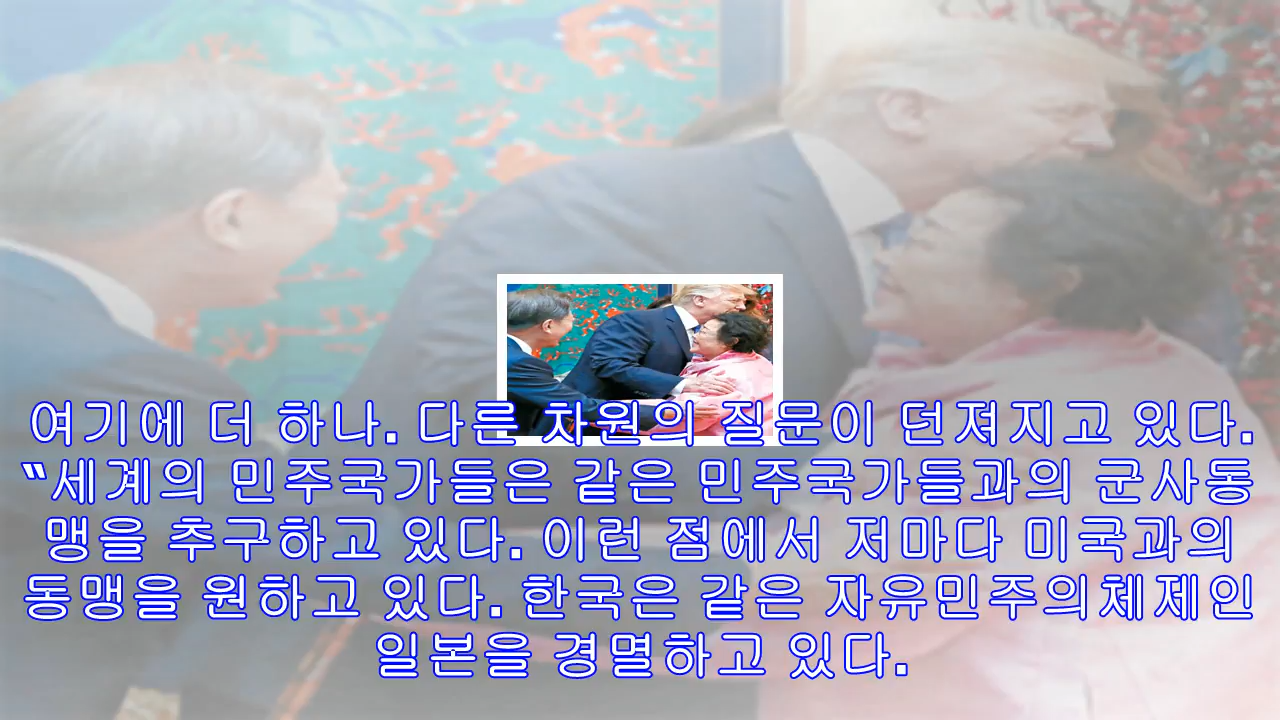 여기에 더 하나. 다른 차원의 질문이 던져지고 있다.
“세계의 민주국가들은 같은 민주국가들과의 군사동
맹을 추구하고 있다. 이런 점에서 저마다 미국과의
동맹을 원하고 있다. 한국은 같은 자유민주의체제인
일본을 경멸하고 있다.